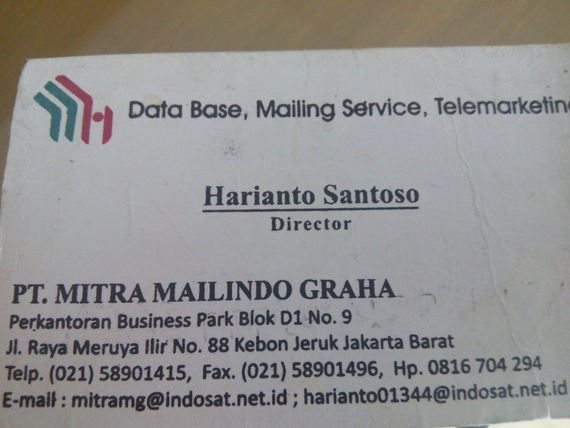 Data Base, Mailing Service, Telemarketing
Harianto Santoso
Director
PT. MITRA MAILINDO GRAHA
Perkantoran Business Park Blok D1 No. 9
Jl. Raya Meruya Ilir No. 88 Kebon Jeruk Jakarta Barat
Telp. (021) 58901415, Fax. (021) 58901496, Hp. 0816 704 294
E-mail : mitramg@indosat.net.id ; harianto01344@indosat.net.id